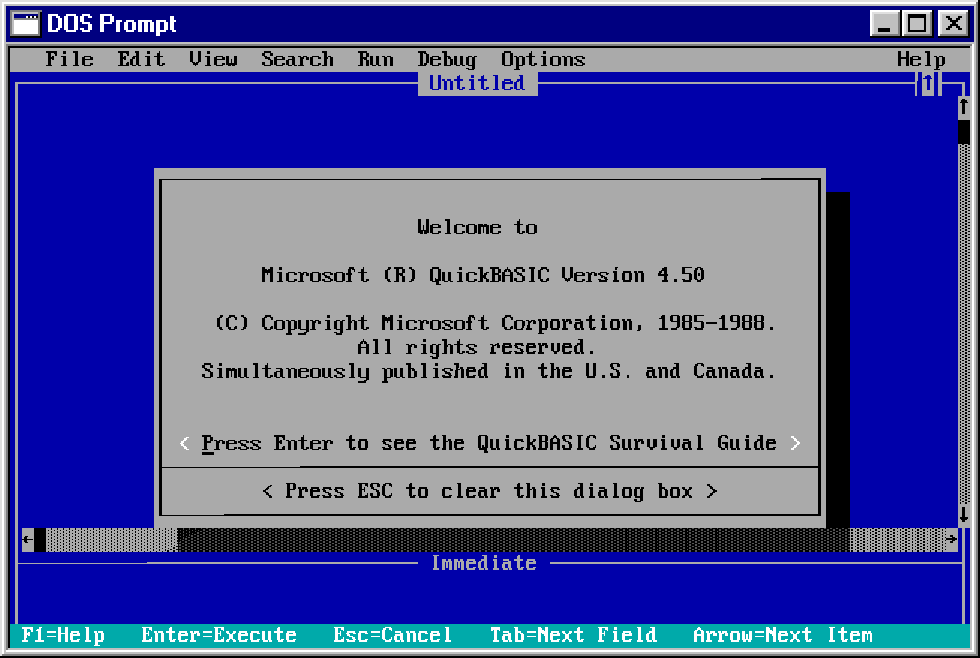 DOS Prompt
File Edit View Search Run Debug Options Help
Untitled
Welcome to
Microsoft (R) QuickBASIC Version 4.50
(C) Copyright Microsoft Corporation, 1985-1988.
All rights reserved.
Simultaneously published in the U.S. and Canada.
< Press Enter to see the QuickBASIC Survival Guide >
< Press ESC to clear this dialog box >
Immediate
F1=Help Enter=Execute Esc=Cancel Tab=Next Field Arrow=Next Item